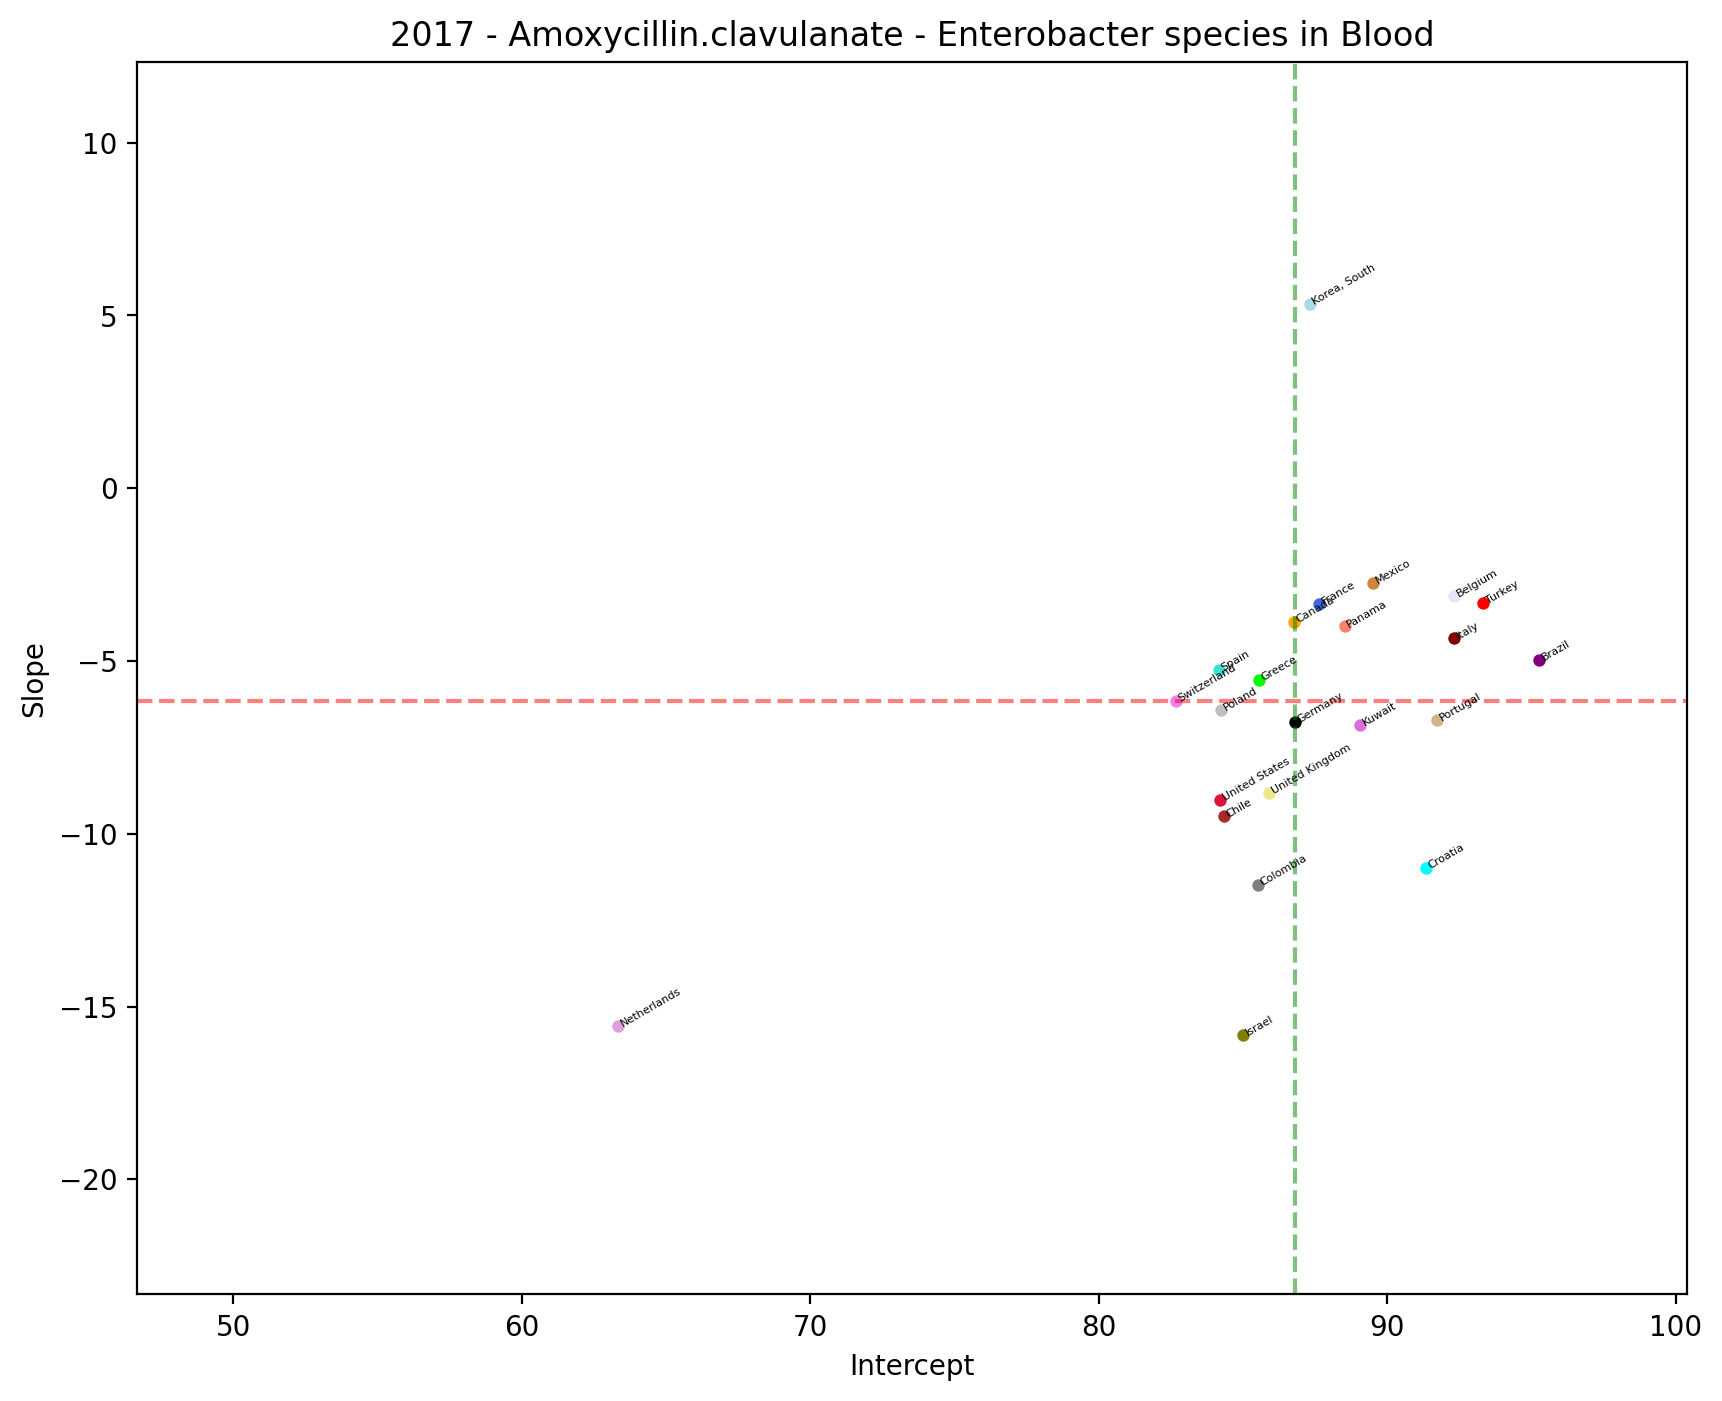 2017 - Amoxycillin.clavulanate - Enterobacter species in Blood
10
5
0
−5
−10
−15
−20
Slope
Korea, South
Mexico
Belgium
Turkey
France
Canada
Panama
Italy
Brazil
Spain
Greece
Switzerland
Poland
Germany
Kuwait
Portugal
United States
United Kingdom
Chile
Croatia
Colombia
Netherlands
Israel
50
60
70
80
90
100
Intercept